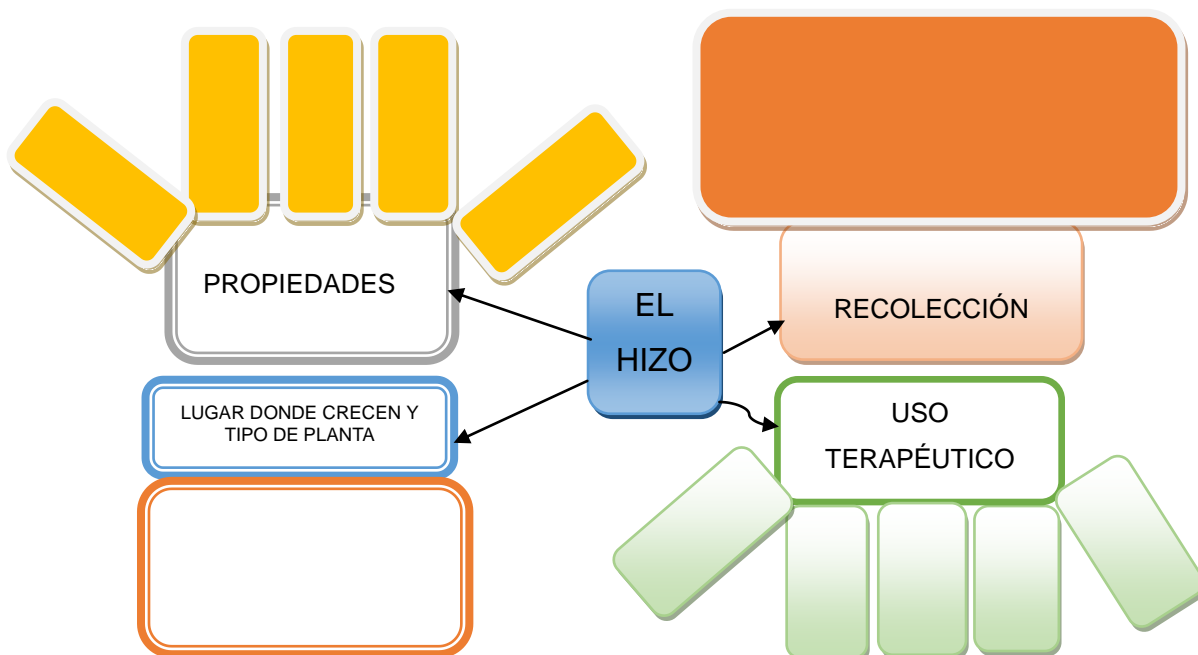 PROPIEDADES
EL
HIZO
RECOLECCIÓN
LUGAR DONDE CRECEN Y
TIPO DE PLANTA
USO
TERAPÉUTICO